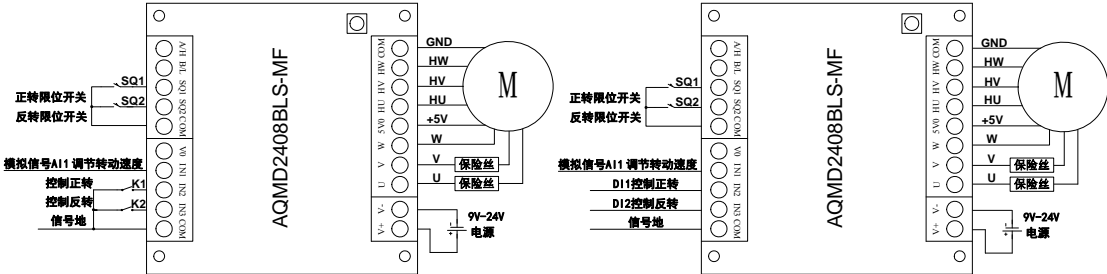 A/H
B/L
SQ1
SQ2
COM
V0
IN1
IN2
IN3
COM
SQ1
正转限位开关
SQ2
反转限位开关
模拟信号AI1 调节转动速度
控制正转
K1
控制反转
K2
信号地
AQMD2408BLS-MF
COM
HW
HV
HU
5V0
W
V
U
V-
V+
GND
HW
HV
HU
+5V
W
V
保险丝
U
保险丝
M
9V-24V
电源
A/H
B/L
SQ1
SQ2
COM
V0
IN1
IN2
IN3
COM
SQ1
正转限位开关
SQ2
反转限位开关
模拟信号AI1 调节转动速度
DI1控制正转
DI2控制反转
信号地
AQMD2408BLS-MF
COM
HW
HV
HU
5V0
W
V
U
V-
V+
GND
HW
HV
HU
+5V
W
V
保险丝
U
保险丝
M
9V-24V
电源